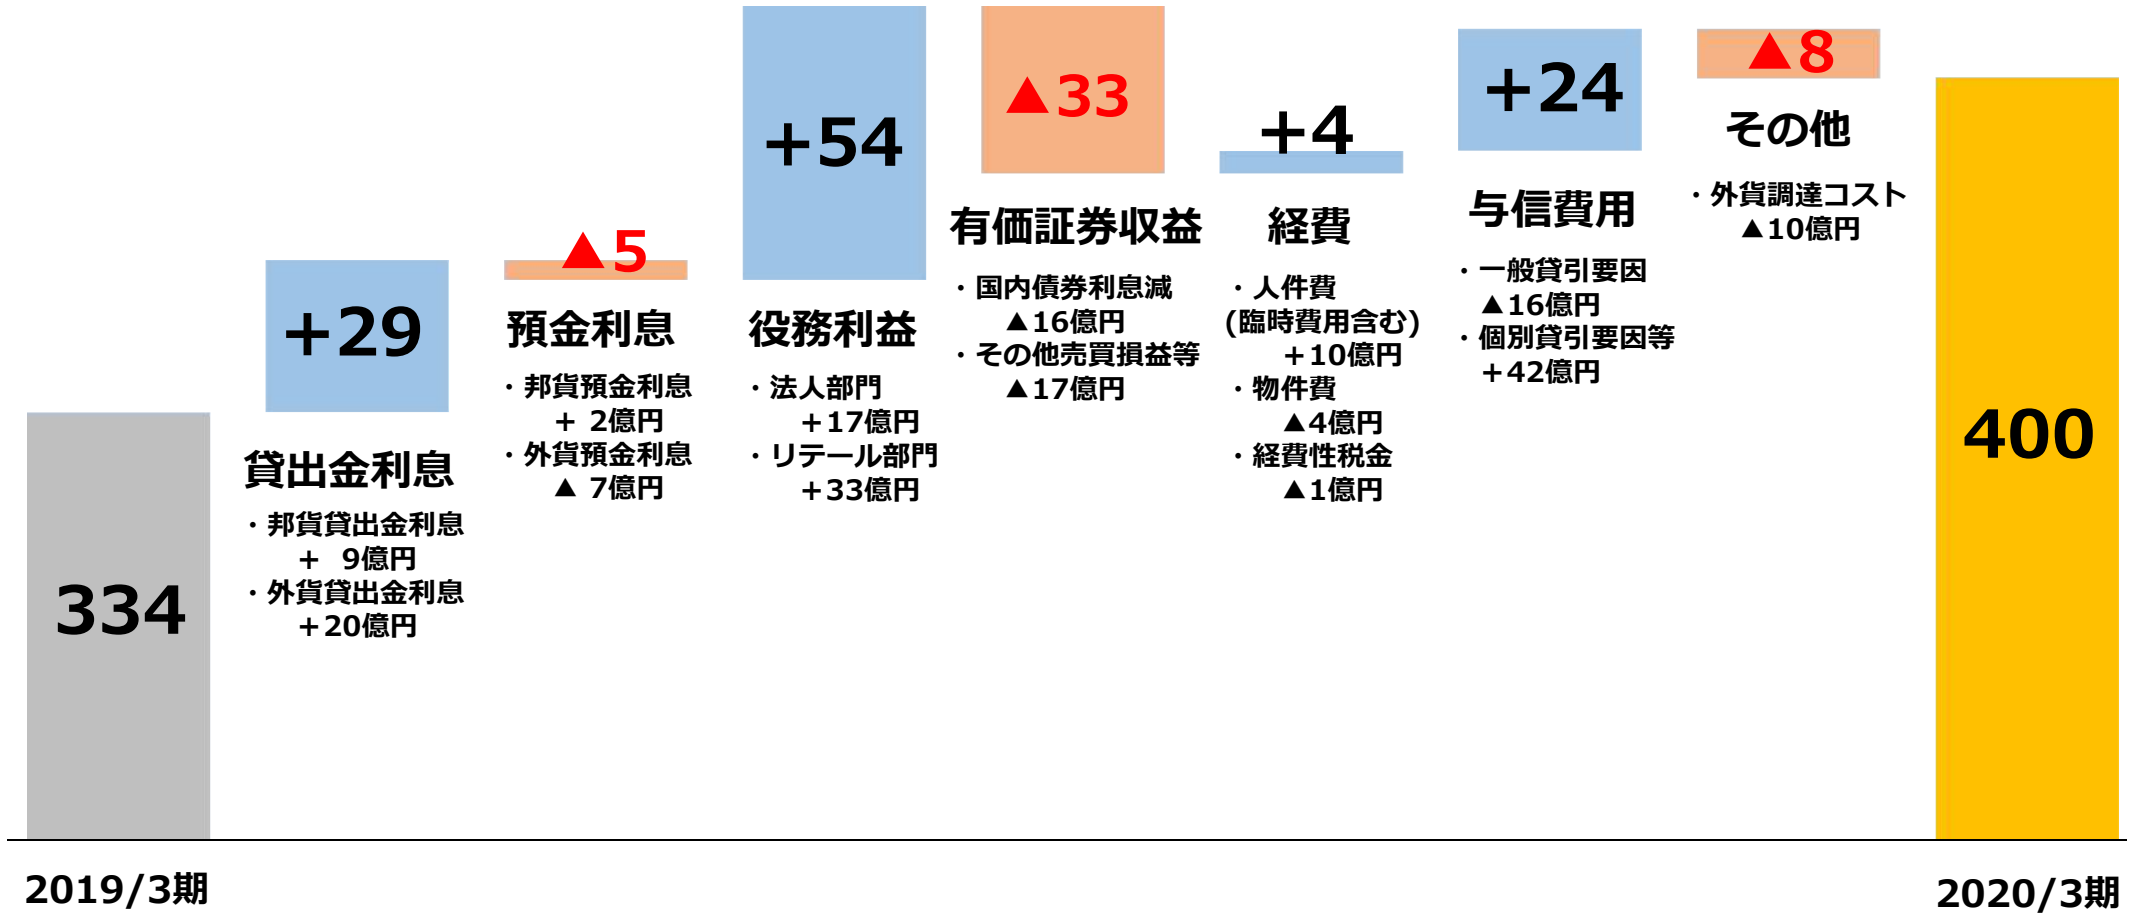 334
2019/3期
+29
貸出金利息
・邦貨貸出金利息
+ 9億円
・外貨貸出金利息
+20億円
▲5
預金利息
・邦貨預金利息
+ 2億円
・外貨預金利息
▲ 7億円
+54
役務利益
・法人部門
+17億円
・リテール部門
+33億円
▲33
有価証券収益
・国内債券利息減
▲16億円
・その他売買損益等
▲17億円
+4
経費
・人件費
(臨時費用含む)
+10億円
・物件費
▲4億円
・経費性税金
▲1億円
+24
与信費用
・一般貸引要因
▲16億円
・個別貸引要因等
+42億円
▲8
その他
・外貨調達コスト
▲10億円
400
2020/3期